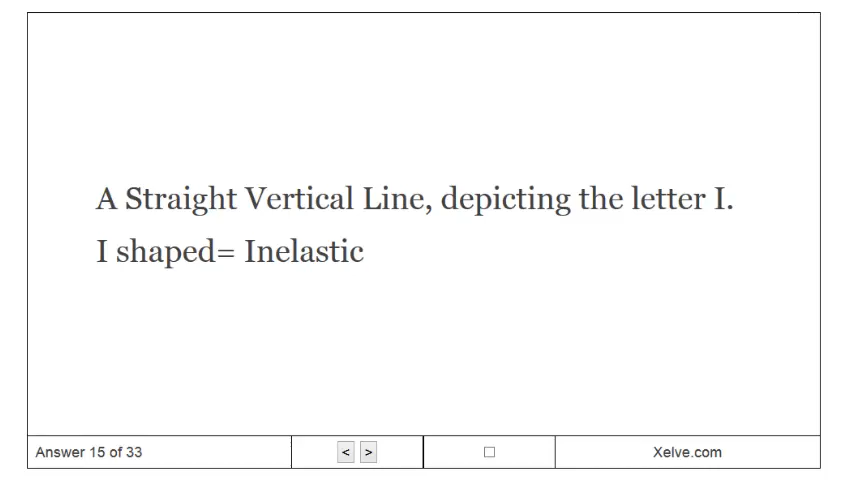 A Straight Vertical Line, depicting the letter I.
I shaped= Inelastic
Answer 15 of 33
< >
Xelve.com